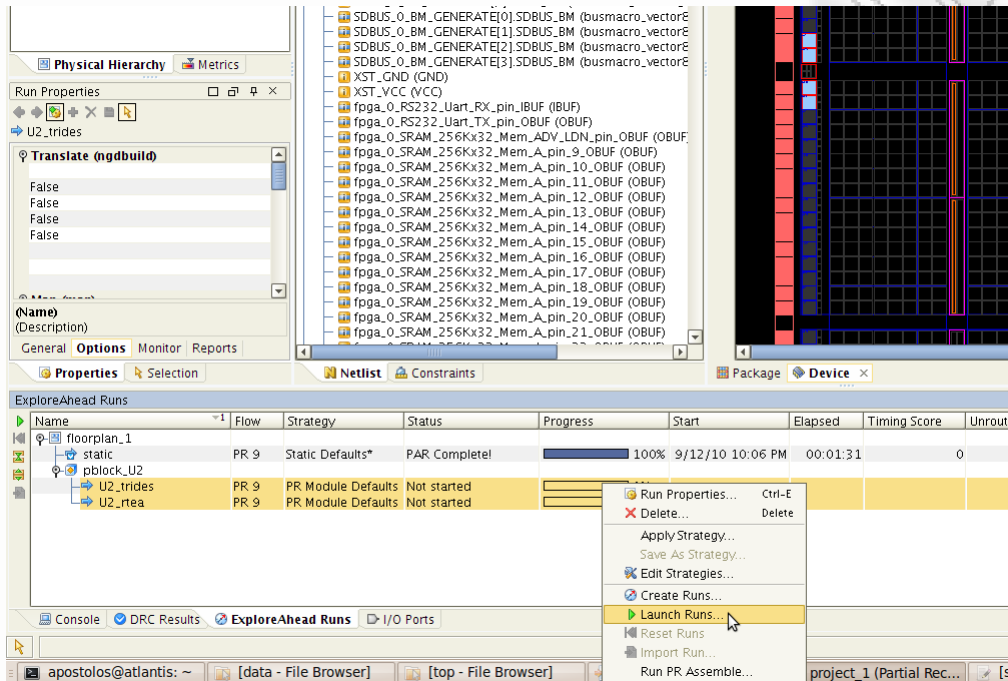 SDBUS_0_BM_GENERATE[0].SDBUS_BM (busmacro_vector8
SDBUS_0_BM_GENERATE[1].SDBUS_BM (busmacro_vector8
SDBUS_0_BM_GENERATE[2].SDBUS_BM (busmacro_vector8
SDBUS_0_BM_GENERATE[3].SDBUS_BM (busmacro_vector8
XST_GND (GND)
XST_VCC (VCC)
fpga_0_RS232_Uart_RX_pin_IBUF (IBUF)
fpga_0_RS232_Uart_TX_pin_OBUF (OBUF)
fpga_0_SRAM_256Kx32_Mem_ADV_LDN_pin_OBUF (OBUF
fpga_0_SRAM_256Kx32_Mem_A_pin_9_OBUF (OBUF)
fpga_0_SRAM_256Kx32_Mem_A_pin_10_OBUF (OBUF)
fpga_0_SRAM_256Kx32_Mem_A_pin_11_OBUF (OBUF)
fpga_0_SRAM_256Kx32_Mem_A_pin_12_OBUF (OBUF)
fpga_0_SRAM_256Kx32_Mem_A_pin_13_OBUF (OBUF)
fpga_0_SRAM_256Kx32_Mem_A_pin_14_OBUF (OBUF)
fpga_0_SRAM_256Kx32_Mem_A_pin_15_OBUF (OBUF)
fpga_0_SRAM_256Kx32_Mem_A_pin_16_OBUF (OBUF)
fpga_0_SRAM_256Kx32_Mem_A_pin_17_OBUF (OBUF)
fpga_0_SRAM_256Kx32_Mem_A_pin_18_OBUF (OBUF)
fpga_0_SRAM_256Kx32_Mem_A_pin_19_OBUF (OBUF)
fpga_0_SRAM_256Kx32_Mem_A_pin_20_OBUF (OBUF)
fpga_0_SRAM_256Kx32_Mem_A_pin_21_OBUF (OBUF)
Physical Hierarchy Metrics
Run Properties
U2_trides
Translate (ngdbuild)
False
False
False
False
(Name)
(Description)
General Options Monitor Reports
Properties Selection
Netlist Constraints
Package Device
ExploreAhead Runs
Name 1 Flow Strategy Status Progress Start Elapsed Timing Score Unrout
floorplan_1
static PR 9 Static Defaults* PAR Complete! 100% 9/12/10 10:06 PM 00:01:31 0
pblock_U2
U2_trides PR 9 PR Module Defaults Not started
U2_rtea PR 9 PR Module Defaults Not started
Run Properties... Ctrl-E
Delete... Delete
Apply Strategy...
Save As Strategy...
Edit Strategies...
Create Runs...
Launch Runs...
Reset Runs
Import Run...
Run PR Assemble...
Console DRC Results ExploreAhead Runs I/O Ports
apostolos@atlantis: ~ [data - File Browser] [top - File Browser] project_1 (Partial Rec... [s